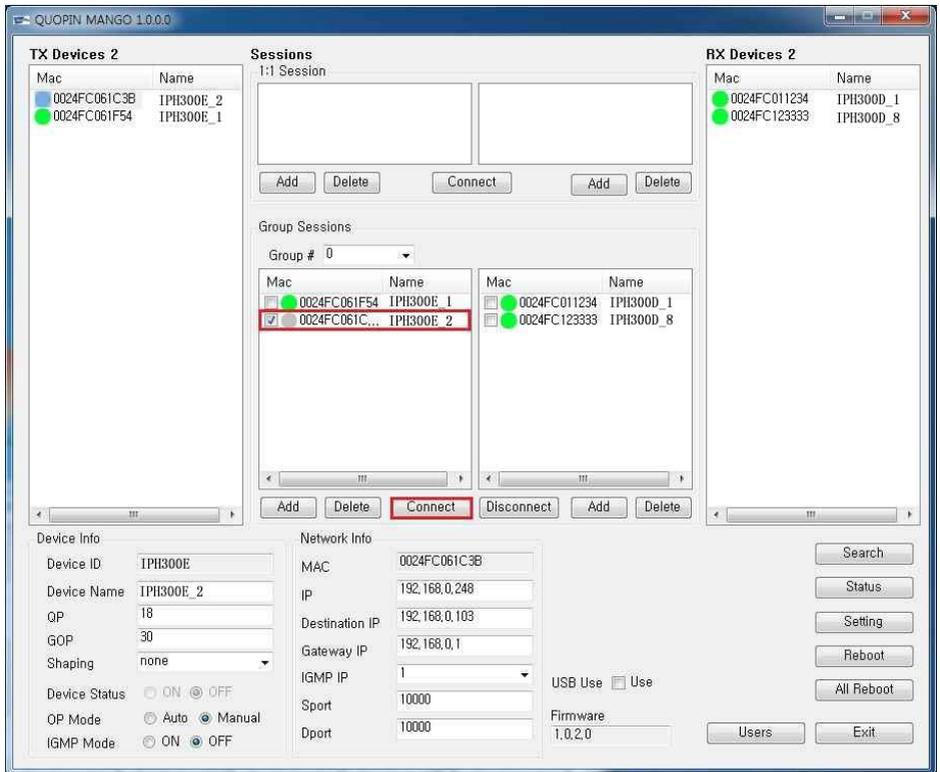 QUOPIN MANGO 1.0.0.0
TX Devices 2
Mac Name
0024FC061C3B IPH300E_2
0024FC061F54 IPH300E_1
Sessions
1:1 Session
Add Delete Connect Add Delete
Group Sessions
Group # 0
Mac Name Mac Name
0024FC061F54 IPH300E_1 0024FC011234 IPH300D_1
0024FC061C... IPH300E_2 0024FC123333 IPH300D_8
Add Delete Connect Disconnect Add Delete
RX Devices 2
Mac Name
0024FC011234 IPH300D_1
0024FC123333 IPH300D_8
Device Info
Device ID IPH300E
Device Name IPH300E_2
QP 18
GOP 30
Shaping none
Device Status ON OFF
OP Mode Auto Manual
IGMP Mode ON OFF
Network Info
MAC 0024FC061C3B
IP 192.168.0.248
Destination IP 192.168.0.103
Gateway IP 192.168.0.1
IGMP IP 1
Sport 10000
Dport 10000
USB Use Use
Firmware
1.0.2.0
Search
Status
Setting
Reboot
All Reboot
Users Exit